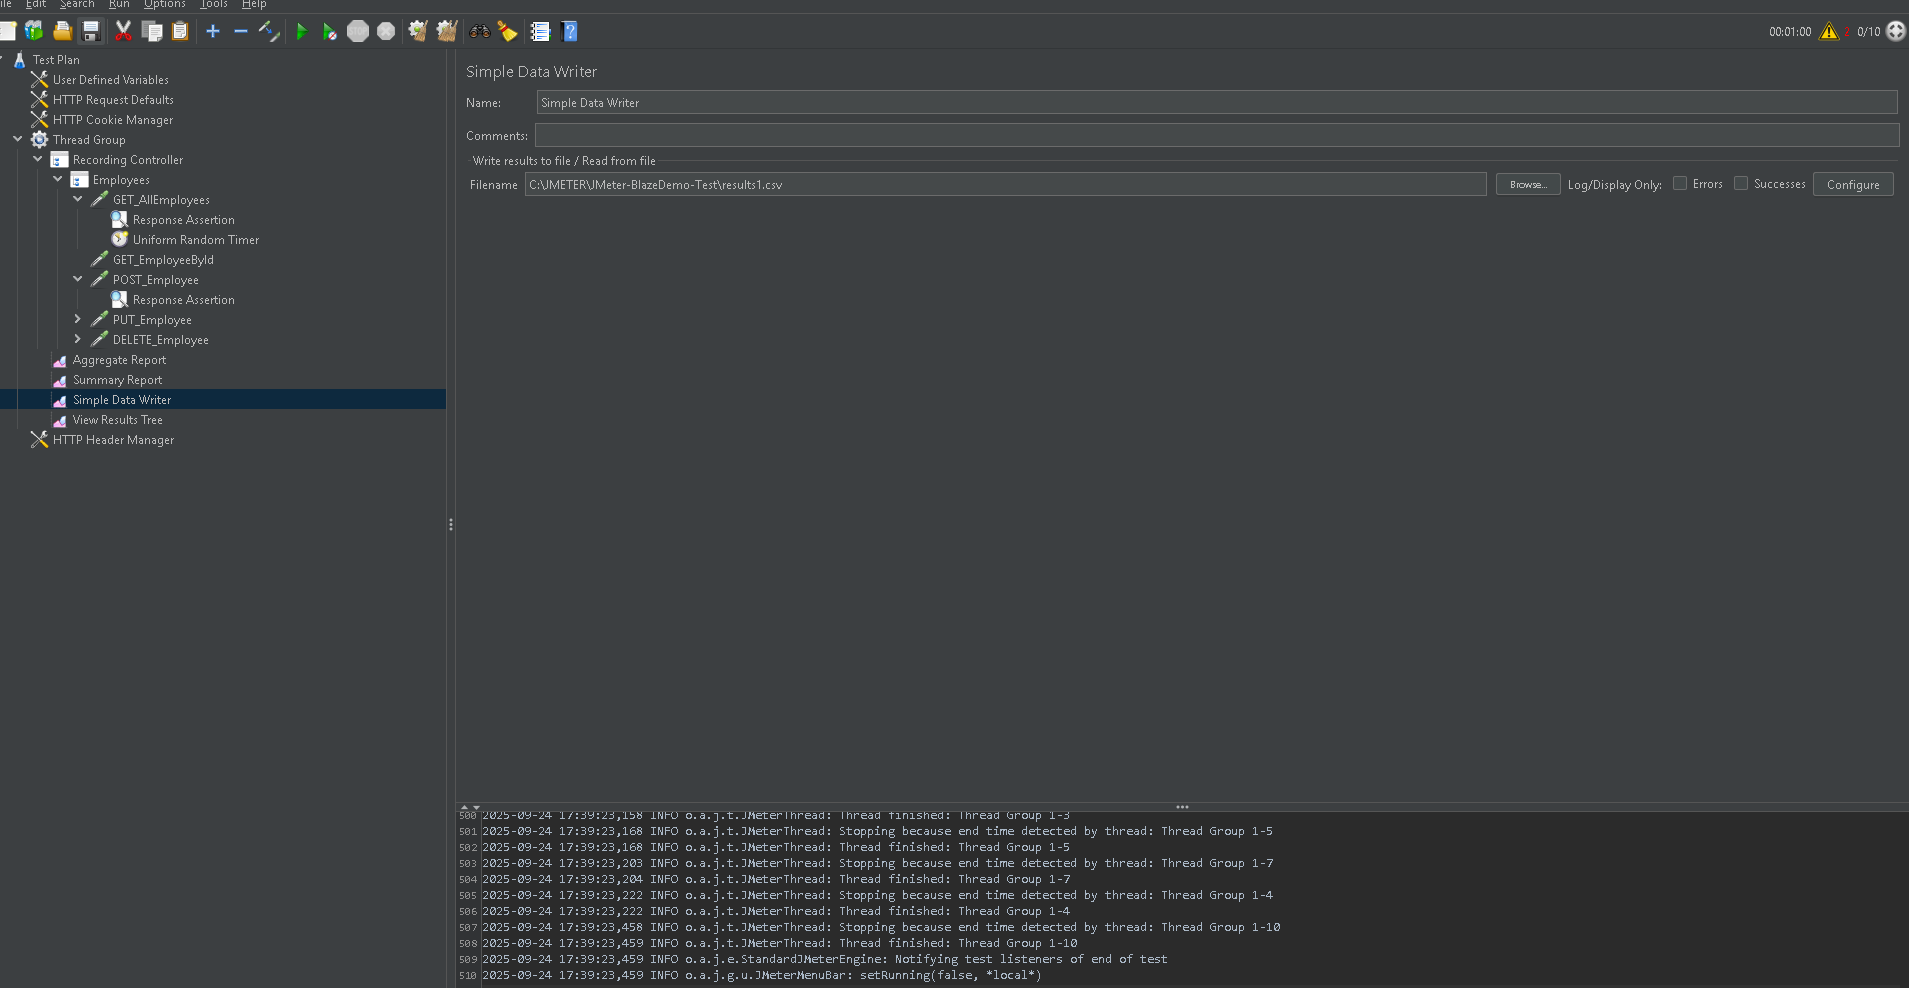 ile Edit Search Run Options Tools Help
00:01:00 ? 0/10
Test Plan
User Defined Variables
HTTP Request Defaults
HTTP Cookie Manager
Thread Group
Recording Controller
Employees
GET_AllEmployees
Response Assertion
Uniform Random Timer
GET_EmployeeById
POST_Employee
Response Assertion
PUT_Employee
DELETE_Employee
Aggregate Report
Summary Report
Simple Data Writer
View Results Tree
HTTP Header Manager
Simple Data Writer
Name: Simple Data Writer
Comments:
Write results to file / Read from file
Filename C:\JMETER\JMeter-BlazeDemo-Test\results1.csv Browse... Log/Display Only: Errors Successes Configure
500 2025-09-24 17:39:23,158 INFO o.a.j.t.JMeterThread: Thread finished: Thread Group 1-3
501 2025-09-24 17:39:23,168 INFO o.a.j.t.JMeterThread: Stopping because end time detected by thread: Thread Group 1-5
502 2025-09-24 17:39:23,168 INFO o.a.j.t.JMeterThread: Thread finished: Thread Group 1-5
503 2025-09-24 17:39:23,203 INFO o.a.j.t.JMeterThread: Stopping because end time detected by thread: Thread Group 1-7
504 2025-09-24 17:39:23,204 INFO o.a.j.t.JMeterThread: Thread finished: Thread Group 1-7
505 2025-09-24 17:39:23,222 INFO o.a.j.t.JMeterThread: Stopping because end time detected by thread: Thread Group 1-4
506 2025-09-24 17:39:23,222 INFO o.a.j.t.JMeterThread: Thread finished: Thread Group 1-4
507 2025-09-24 17:39:23,458 INFO o.a.j.t.JMeterThread: Stopping because end time detected by thread: Thread Group 1-10
508 2025-09-24 17:39:23,459 INFO o.a.j.t.JMeterThread: Thread finished: Thread Group 1-10
509 2025-09-24 17:39:23,459 INFO o.a.j.e.StandardJMeterEngine: Notifying test listeners of end of test
510 2025-09-24 17:39:23,459 INFO o.a.j.g.u.JMeterMenuBar: setRunning(false, *local*)